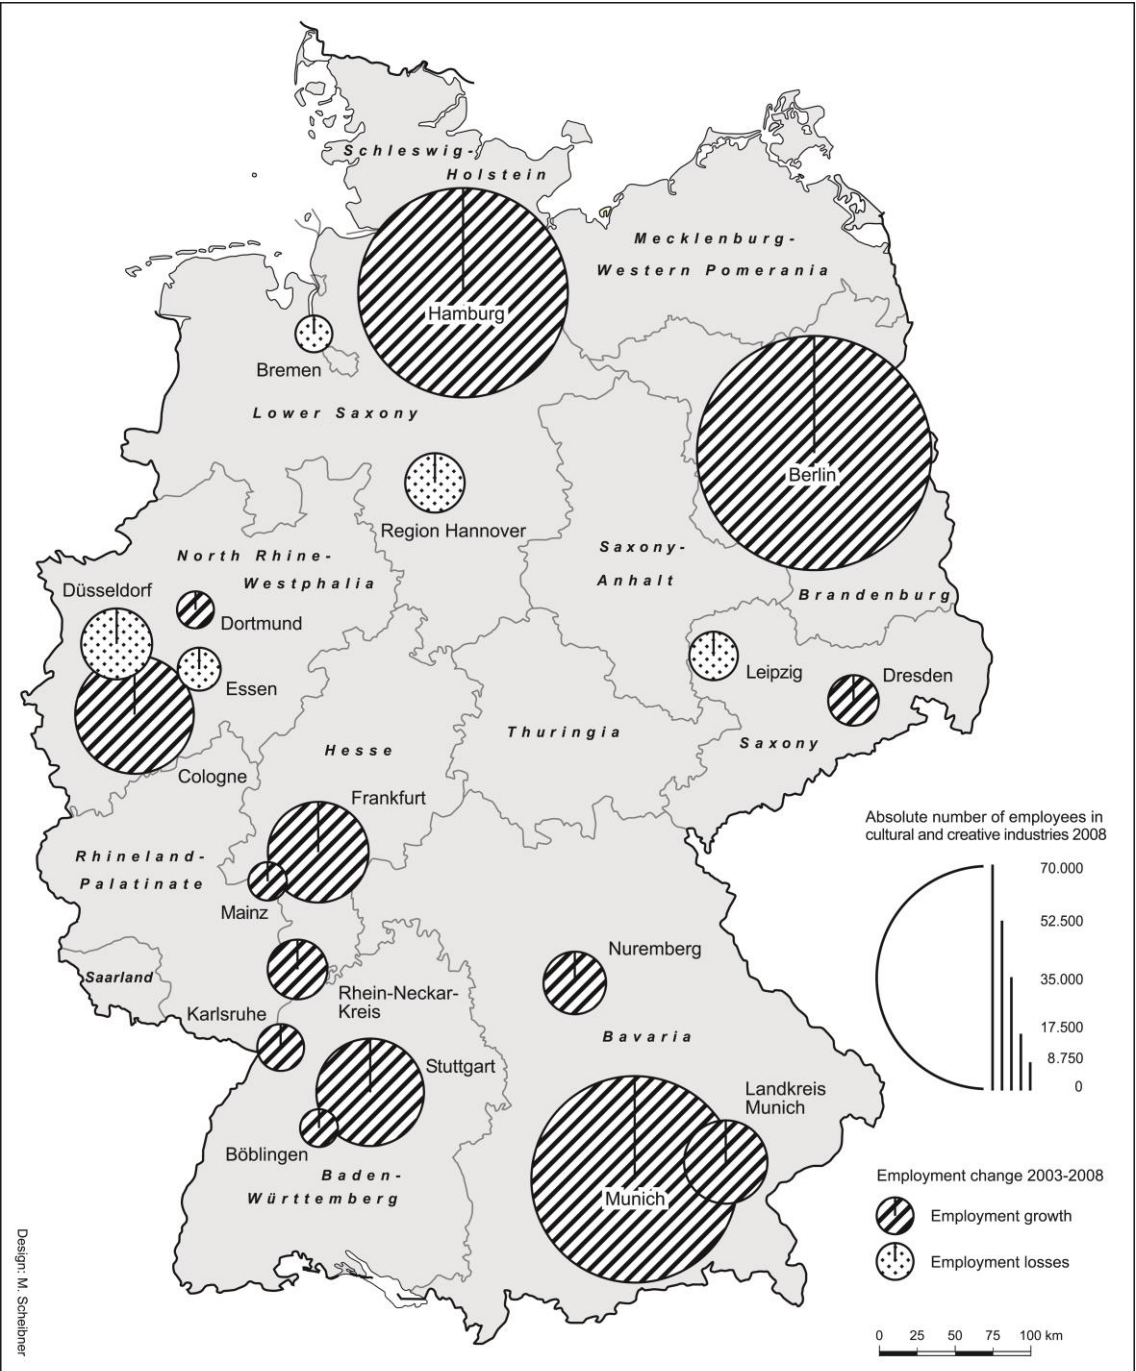 Schleswig-
Holstein
Mecklenburg-
Western Pomerania
Hamburg
Bremen
Lower Saxony
Berlin
Region Hannover
North Rhine-
Westphalia
Saxony-
Anhalt
Brandenburg
Düsseldorf
Dortmund
Essen
Leipzig
Dresden
Cologne
Hesse
Thuringia
Saxony
Frankfurt
Rhineland-
Palatinate
Mainz
Saarland
Rhein-Neckar-
Kreis
Karlsruhe
Nuremberg
Bavaria
Stuttgart
Böblingen
Baden-
Württemberg
Landkreis
Munich
Munich
Absolute number of employees in
cultural and creative industries 2008
70.000
52.500
35.000
17.500
8.750
0
Employment change 2003-2008
Employment growth
Employment losses
0 25 50 75 100 km
Design: M. Scheibner